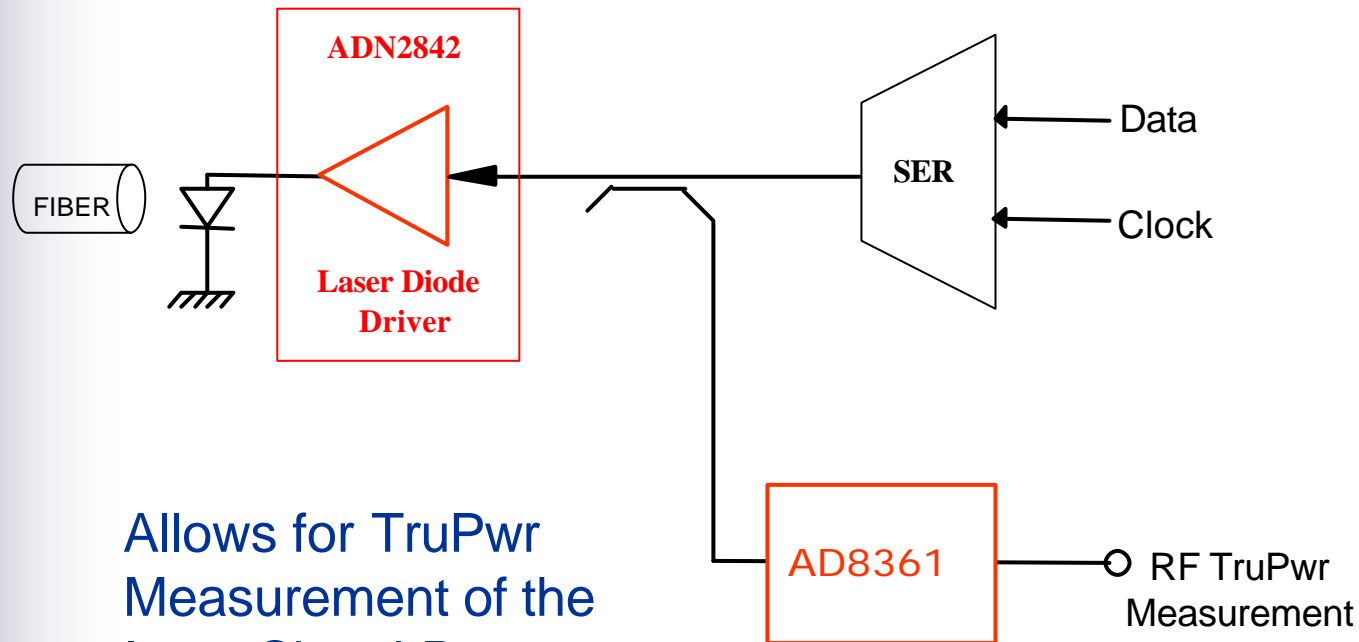 ADN2842
Data
SER
FIBER
Clock
Laser Diode
Driver
Allows for TruPwr
Measurement of the
AD8361
RF TruPwr
Measurement